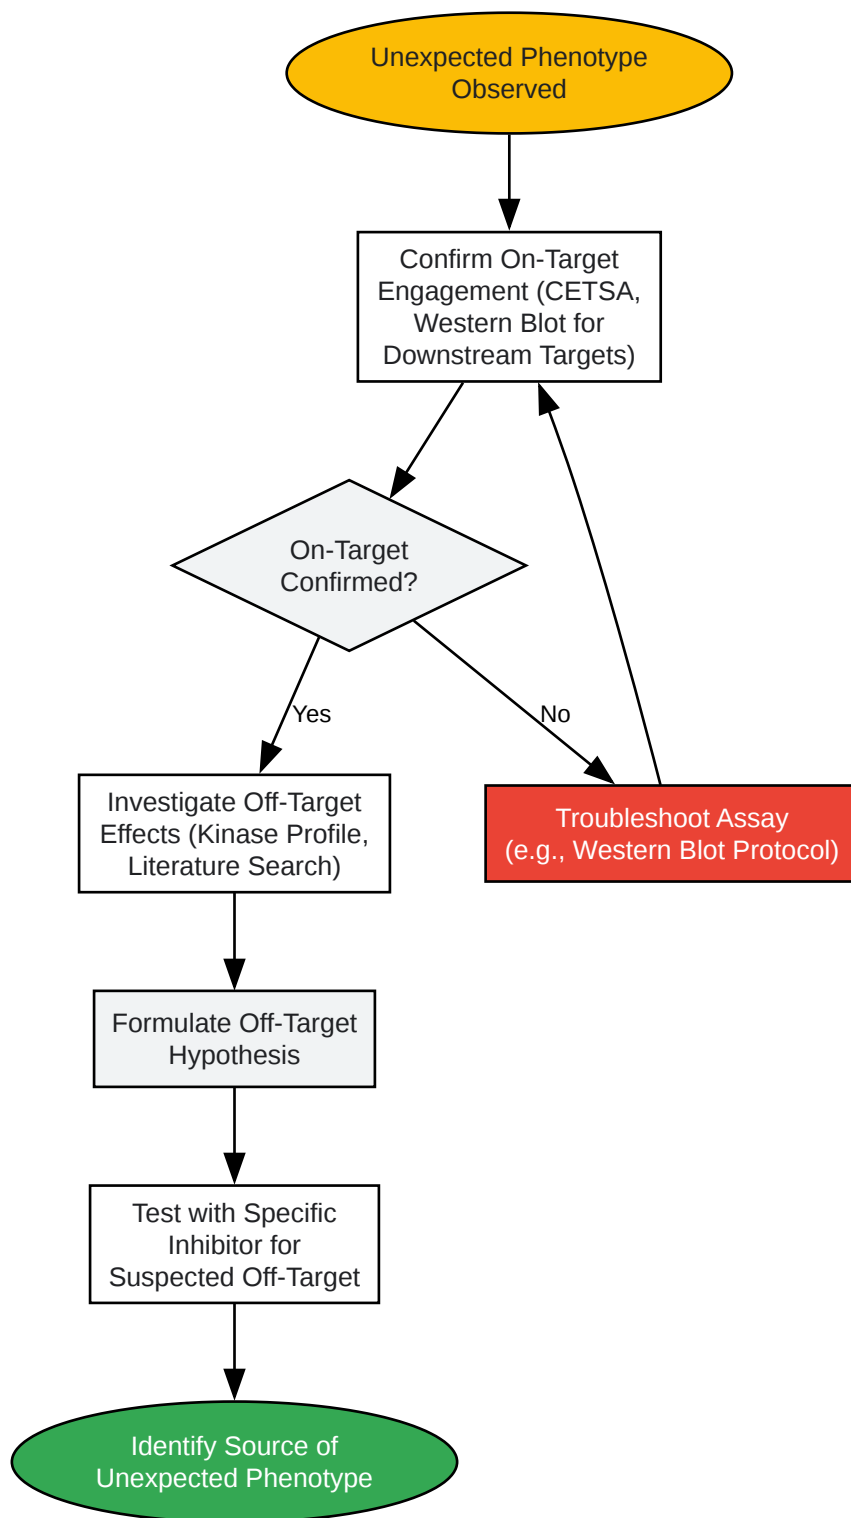 Unexpected Phenotype
Observed
Confirm On-Target
Engagement (CETSA,
Western Blot for
Downstream Targets)
On-Target
Confirmed?
Yes
No
Investigate Off-Target
Effects (Kinase Profile,
Literature Search)
Troubleshoot Assay
(e.g., Western Blot Protocol)
Formulate Off-Target
Hypothesis
Test with Specific
Inhibitor for
Suspected Off-Target
Identify Source of
Unexpected Phenotype